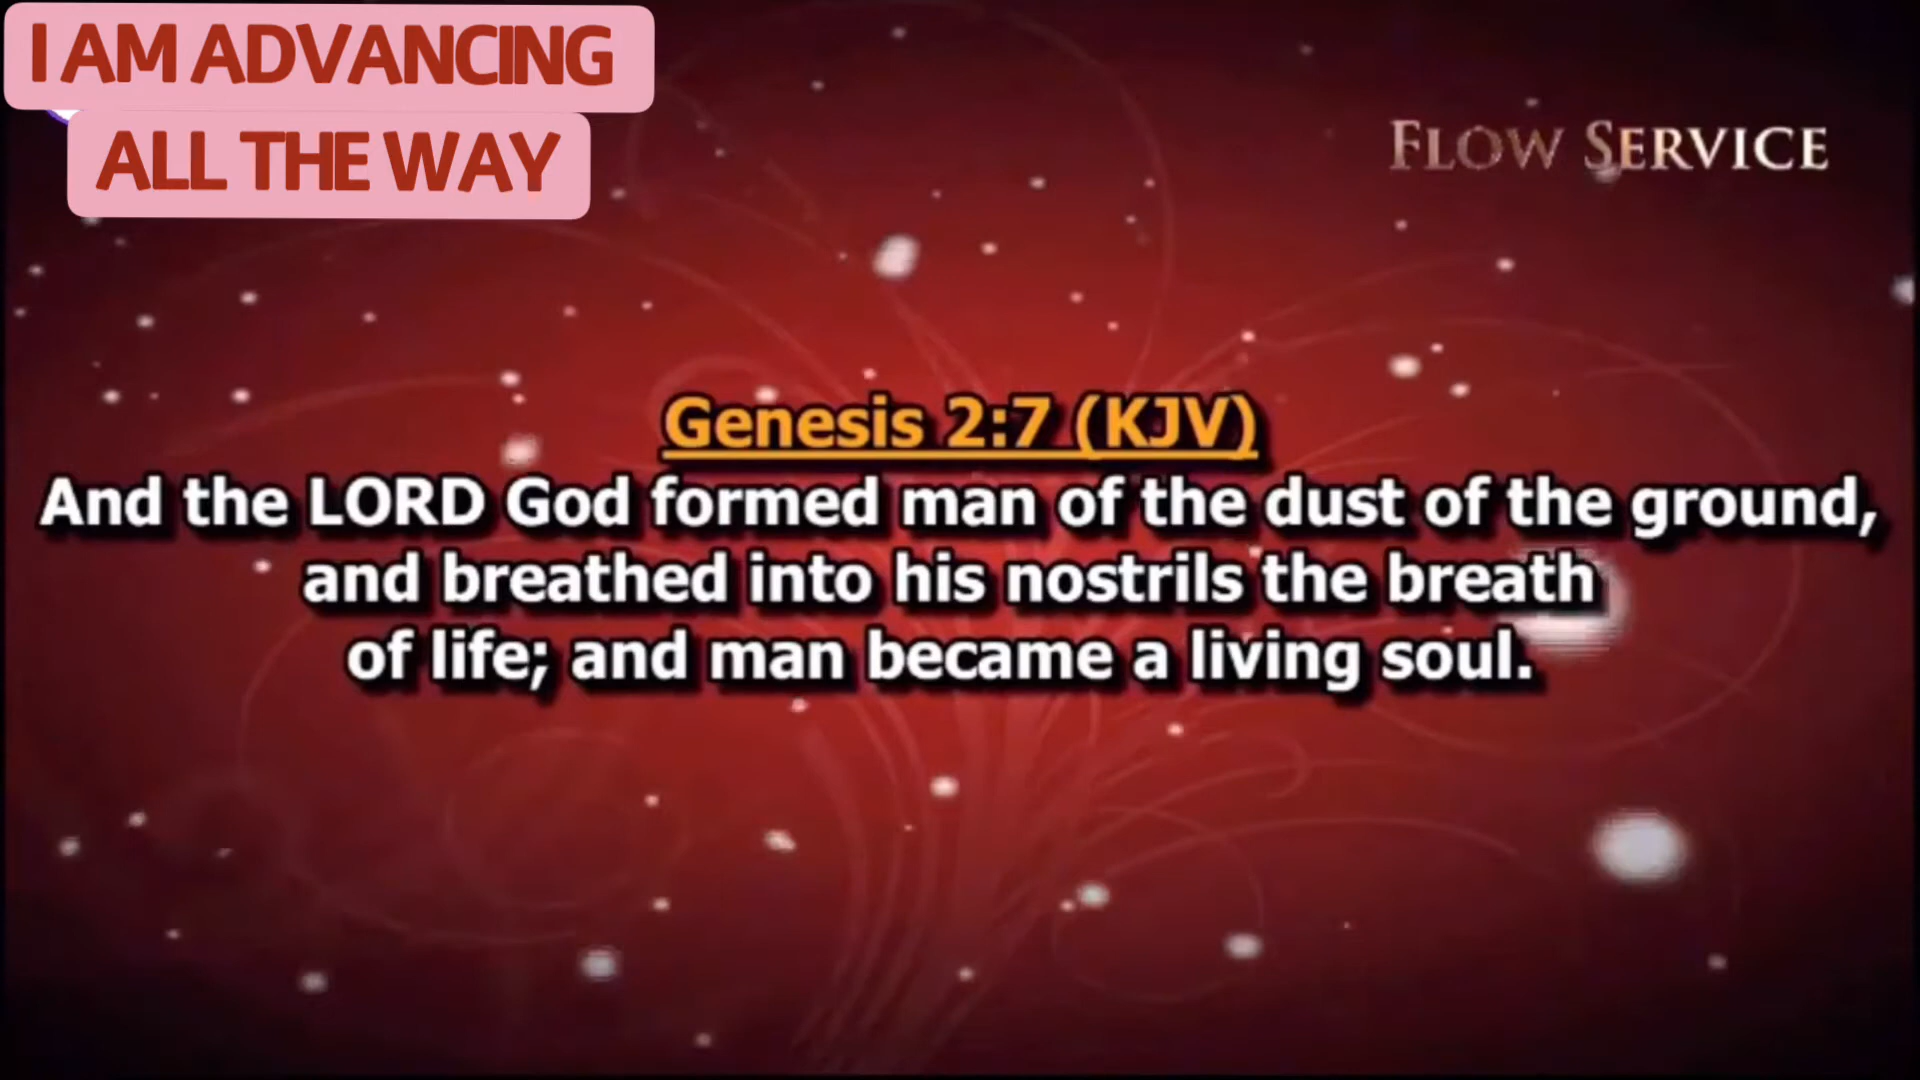 I AM ADVANCING
ALL THE WAY
FLOW SERVICE
Genesis 2:7 (KJV)
And the LORD God formed man of the dust of the ground,
and breathed into his nostrils the breath
of life; and man became a living soul.